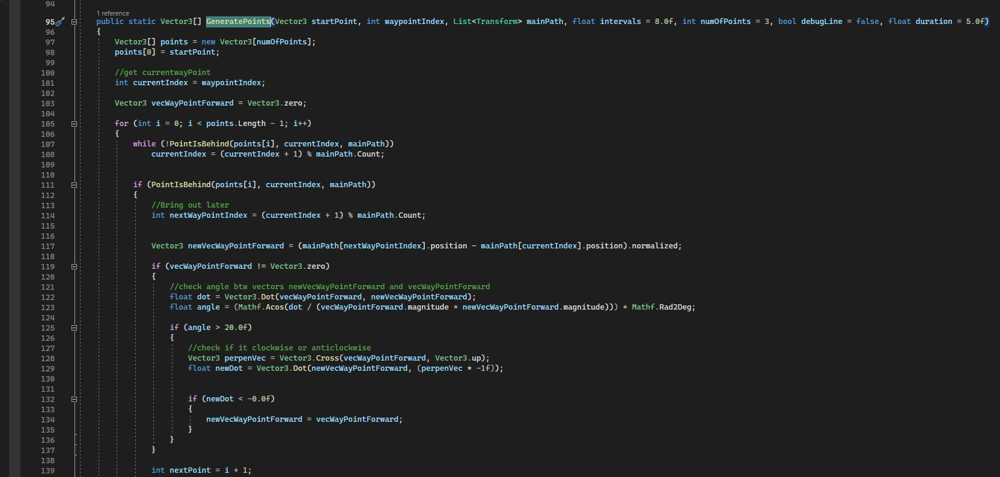 94
1 reference
95 public static Vector3[] GeneratePoints(Vector3 startPoint, int waypointIndex, List<Transform> mainPath, float intervals = 8.0f, int numOfPoints = 3, bool debugLine = false, float duration = 5.0f)
96 {
97 Vector3[] points = new Vector3[numOfPoints];
98 points[0] = startPoint;
99
100 //get currentwayPoint
101 int currentIndex = waypointIndex;
102
103 Vector3 vecWayPointForward = Vector3.zero;
104
105 for (int i = 0; i < points.Length - 1; i++)
106 {
107 while (!PointIsBehind(points[i], currentIndex, mainPath))
108 currentIndex = (currentIndex + 1) % mainPath.Count;
109
110
111 if (PointIsBehind(points[i], currentIndex, mainPath))
112 {
113 //Bring out later
114 int nextWayPointIndex = (currentIndex + 1) % mainPath.Count;
115
116
117 Vector3 newVecWayPointForward = (mainPath[nextWayPointIndex].position - mainPath[currentIndex].position).normalized;
118
119 if (vecWayPointForward != Vector3.zero)
120 {
121 //check angle btw vectors newVecWayPointForward and vecWayPointForward
122 float dot = Vector3.Dot(vecWayPointForward, newVecWayPointForward);
123 float angle = (Mathf.Acos(dot / (vecWayPointForward.magnitude * newVecWayPointForward.magnitude))) * Mathf.Rad2Deg;
124
125 if (angle > 20.0f)
126 {
127 //check if it clockwise or anticlockwise
128 Vector3 perpenVec = Vector3.Cross(vecWayPointForward, Vector3.up);
129 float newDot = Vector3.Dot(newVecWayPointForward, (perpenVec * -1f));
130
131
132 if (newDot < -0.0f)
133 {
134 newVecWayPointForward = vecWayPointForward;
135 }
136 }
137 }
138
139 int nextPoint = i + 1;